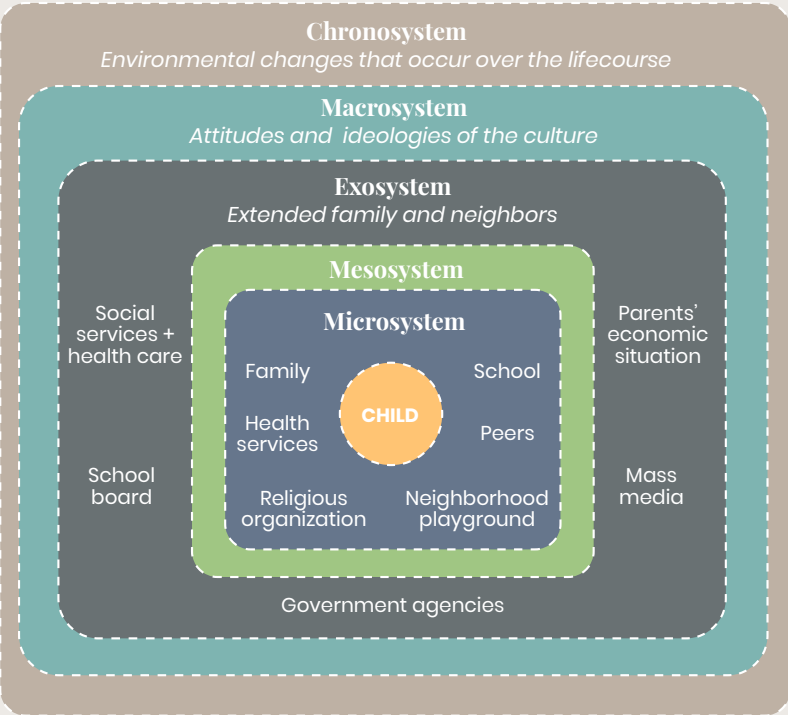 Chronosystem
Environmental changes that occur over the lifecourse
Macrosystem
Attitudes and  ideologies of the culture
Exosystem
Extended family and neighbors
Mesosystem
Microsystem
Social
services +
health care
Parents’
economic
situation
Family
School
CHILD
Health
services
Peers
School
board
Mass
media
Religious
organization
Neighborhood
playground
Government agencies